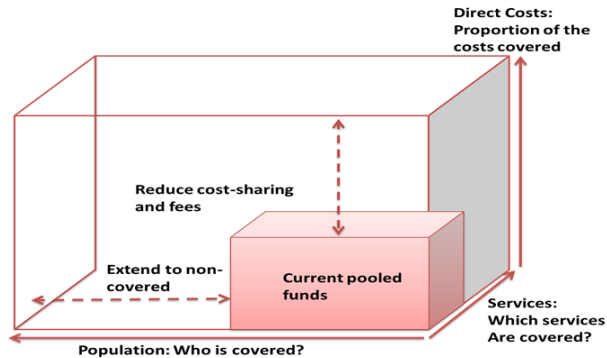 Direct Costs:
Proportion of the
costs covered
Reduce cost-sharing
and fees
Extend to non-
covered
Current pooled
funds
Services:
Which services
Are covered?
Population: Who is covered?